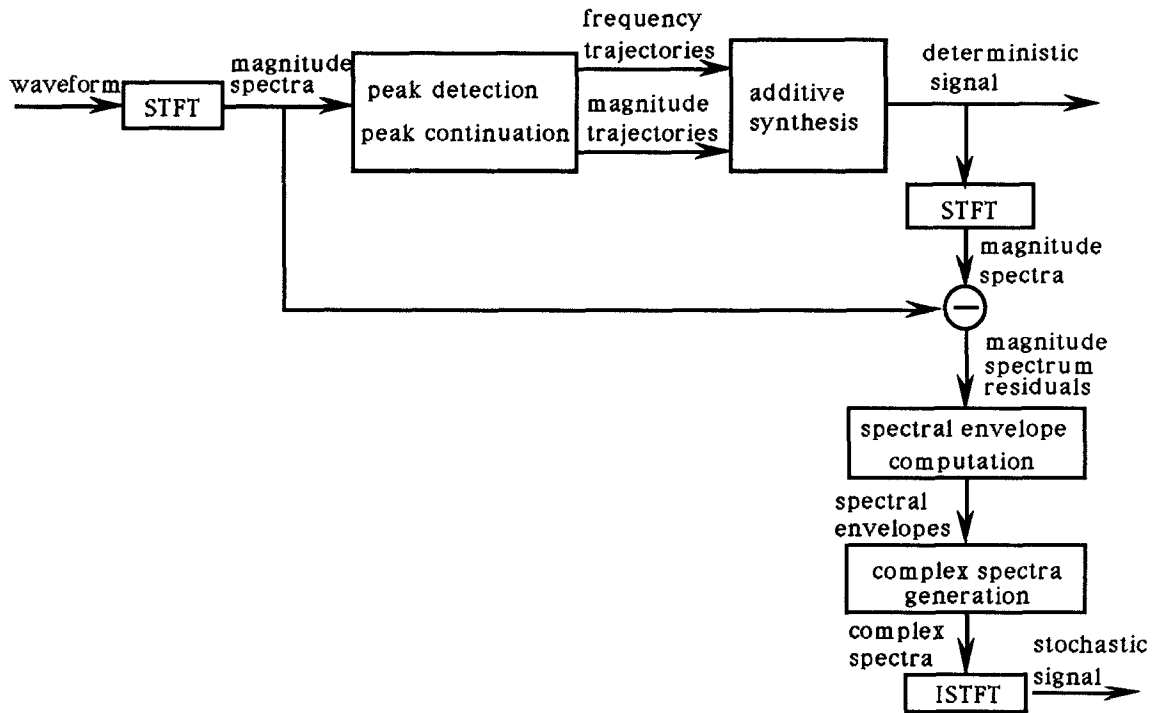 waveform
STFT
magnitude
spectra
peak detection
peak continuation
frequency
trajectories
magnitude
trajectories
additive
synthesis
deterministic
signal
STFT
magnitude
spectra
−
magnitude
spectrum
residuals
spectral envelope
computation
spectral
envelopes
complex spectra
generation
complex
spectra
ISTFT
stochastic
signal